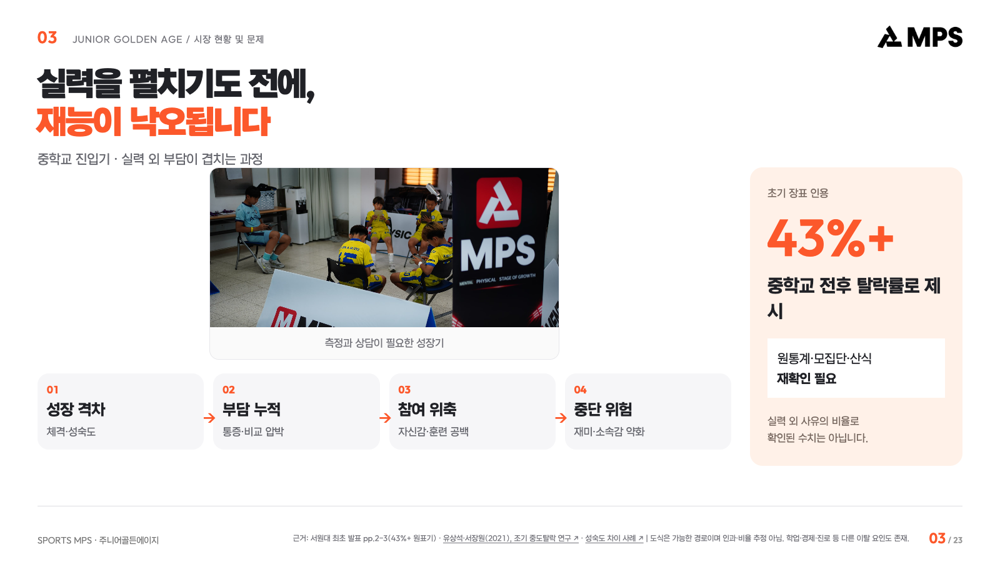 03 JUNIOR GOLDEN AGE / 시장 현황 및 문제
MPS
실력을 펼치기도 전에,
재능이 낙오됩니다
중학교 진입기 · 실력 외 부담이 겹치는 과정
MPS
MENTAL PHYSICAL STAGE OF GROWTH
측정과 상담이 필요한 성장기
01
성장 격차
체격·성숙도
→
02
부담 누적
통증·비교 압박
→
03
참여 위축
자신감·훈련 공백
→
04
중단 위험
재미·소속감 약화
초기 장표 인용
43%+
중학교 전후 탈락률로 제
시
원통계·모집단·산식
재확인 필요
실력 외 사유의 비율로
확인된 수치는 아닙니다.
SPORTS MPS · 주니어골든에이지
근거: 서원대 최초 발표 pp.2–3(43%+ 원표기) · 유상석·서장원(2021), 조기 중도탈락 연구 ↗ · 성숙도 차이 사례 ↗ | 도식은 가능한 경로이며 인과·비율 추정 아님. 학업·경제·진로 등 다른 이탈 요인도 존재.
03 / 23